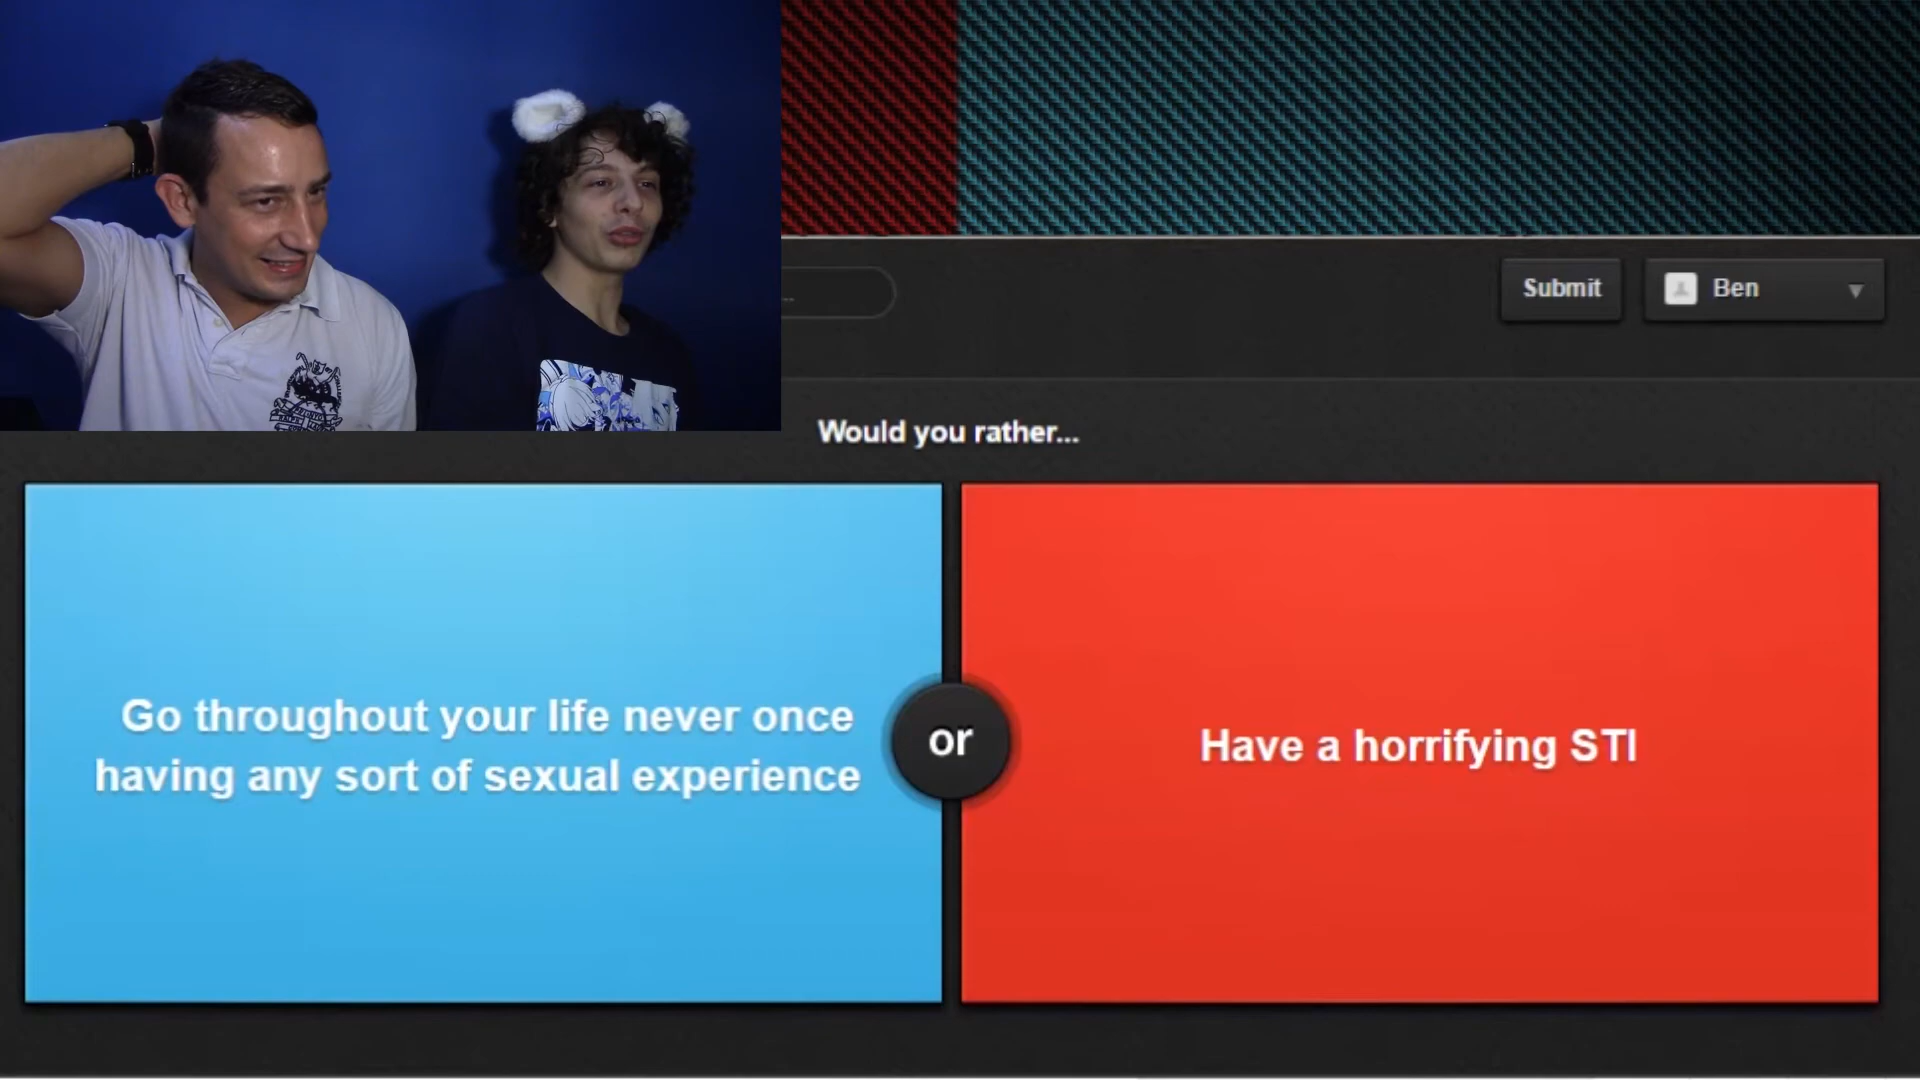 Submit
Ben
Would you rather...
Go throughout your life never once
having any sort of sexual experience
or
Have a horrifying STI